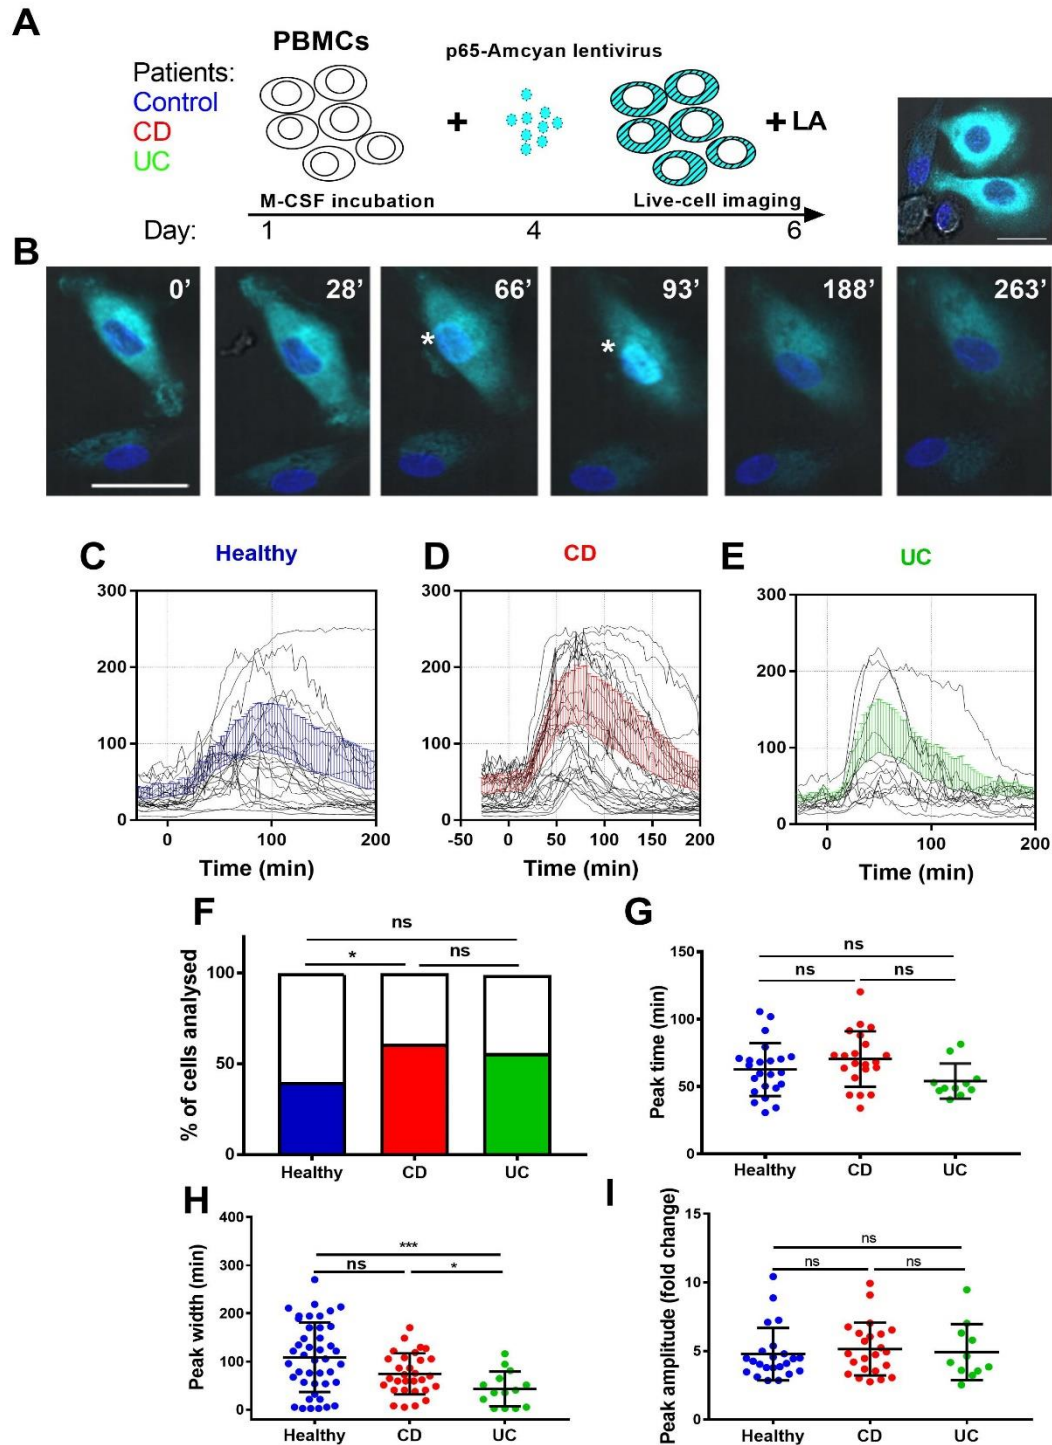 A
PBMCs
p65-Amcyan lentivirus
Patients:
Control
CD
UC
+
+ LA
M-CSF incubation
Live-cell imaging
Day:
1
4
6
B
0'
28'
66'
93'
188'
263'
*
*
C
Healthy
300
200
100
0
0
100
200
Time (min)
D
CD
300
200
100
0
-50
0
50
100
150
200
Time (min)
E
UC
300
200
100
0
0
100
200
Time (min)
F
ns
*
ns
% of cells analysed
100
50
0
Healthy
CD
UC
G
ns
ns
ns
Peak time (min)
150
100
50
0
Healthy
CD
UC
H
***
ns
*
Peak width (min)
400
300
200
100
0
Healthy
CD
UC
I
ns
ns
ns
Peak amplitude (fold change)
15
10
5
0
Healthy
CD
UC